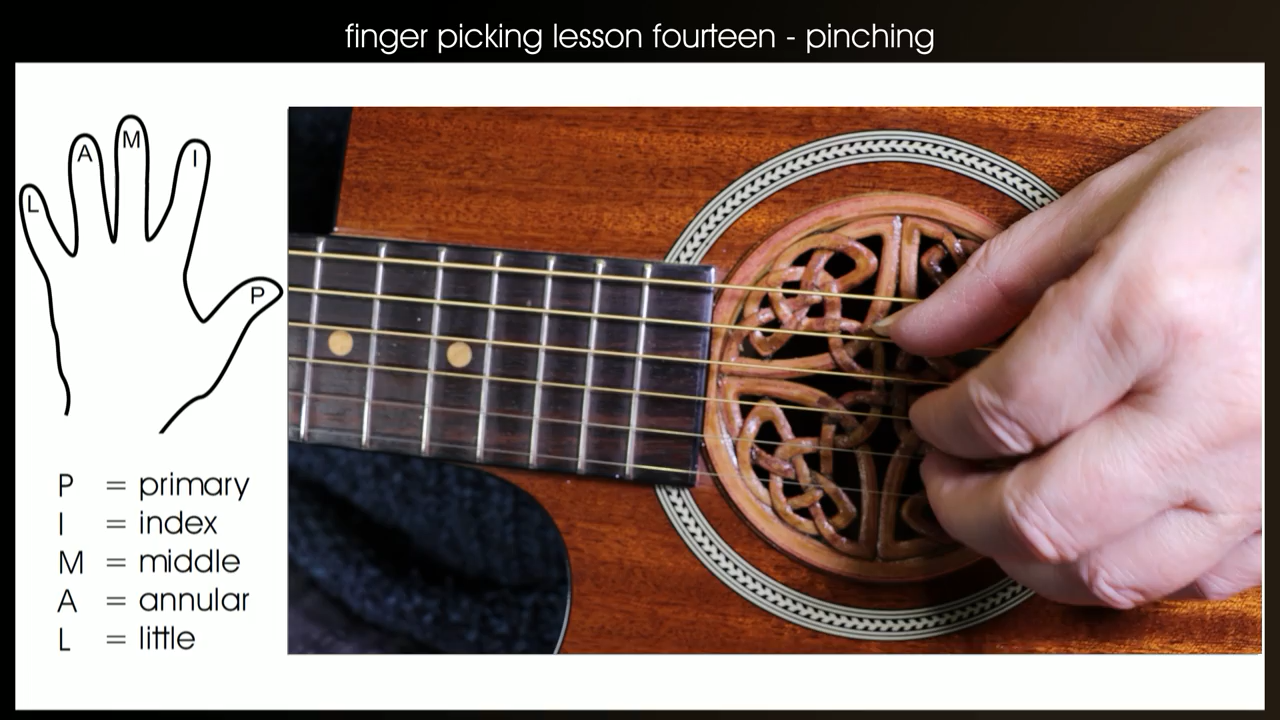 finger picking lesson fourteen - pinching
L
A
M
I
P
P = primary
I = index
M = middle
A = annular
L = little